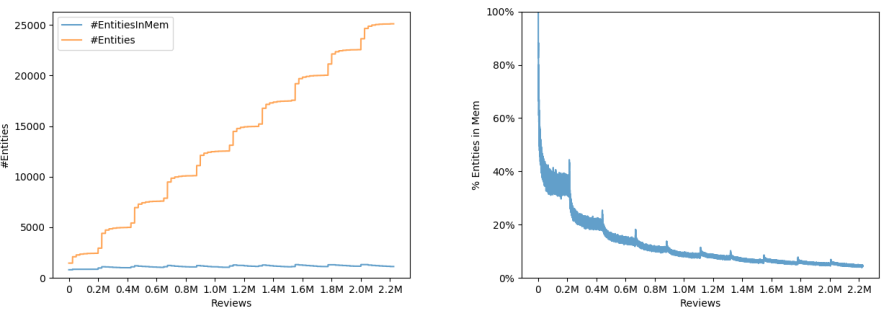 25000
20000
15000
10000
5000
0
#Entities
#EntitiesInMem
#Entities
0 0.2M 0.4M 0.6M 0.8M 1.0M 1.2M 1.4M 1.6M 1.8M 2.0M 2.2M
Reviews
100%
80%
60%
40%
20%
0%
% Entities in Mem
0 0.2M 0.4M 0.6M 0.8M 1.0M 1.2M 1.4M 1.6M 1.8M 2.0M 2.2M
Reviews